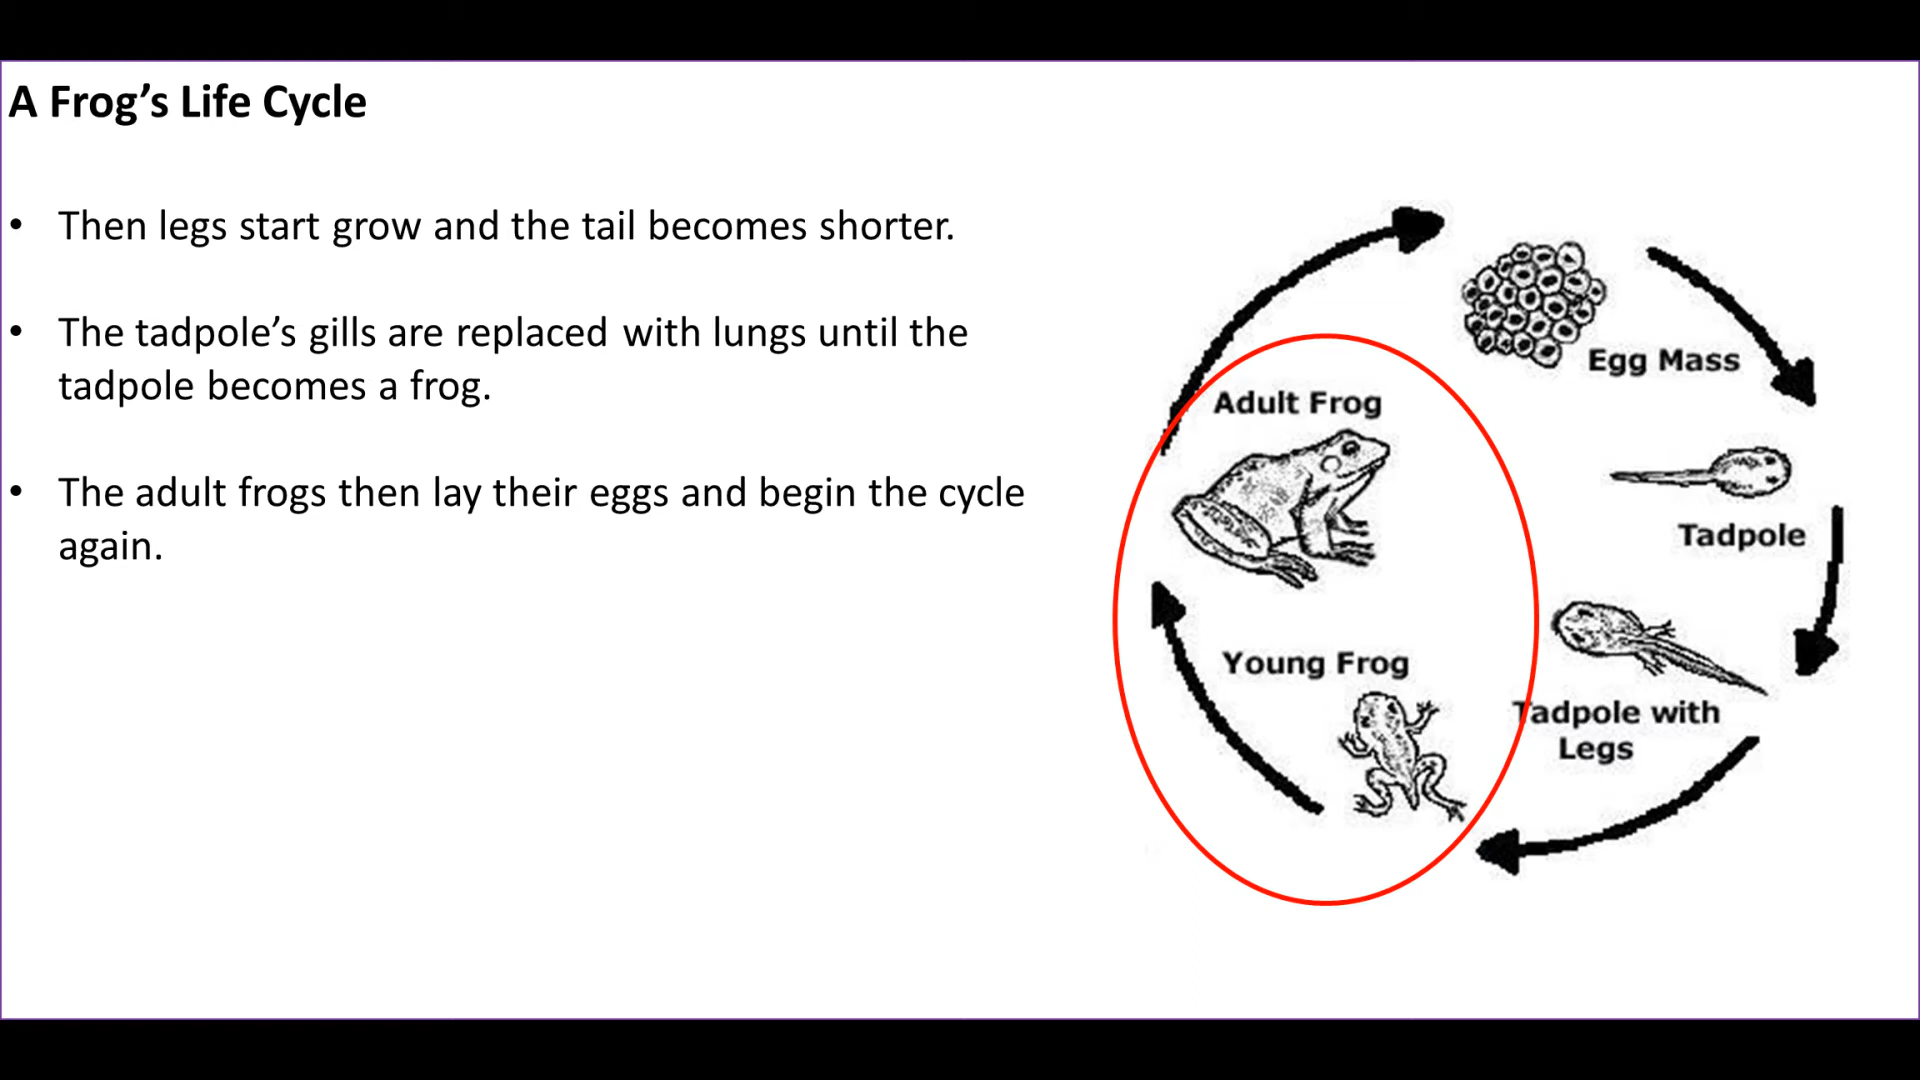 A Frog’s Life Cycle
• Then legs start grow and the tail becomes shorter.
• The tadpole’s gills are replaced with lungs until the
tadpole becomes a frog.
• The adult frogs then lay their eggs and begin the cycle
again.
Egg Mass
Adult Frog
Tadpole
Young Frog
Tadpole with
Legs